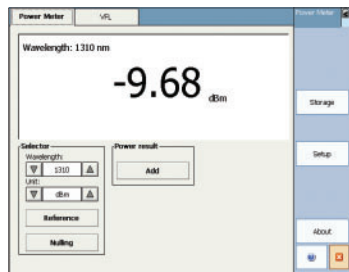 Power Meter
VFL
Power Meter
Wavelength: 1310 nm
-9.68 dBm
Storage
Selector
Wavelength:
1310
Unit:
dBm
Reference
Nulling
Power result
Add
Setup
About